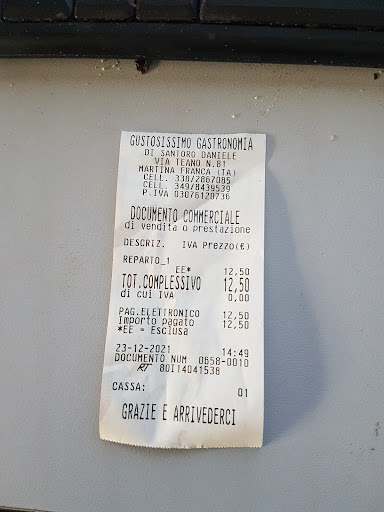 GUSTOSISSIMO GASTRONOMIA
DI SANTORO DANIELE
VIA TEANO N.81
MARTINA FRANCA (TA)
CELL. 338/2867085
CELL. 349/8439539
P.IVA 03076120736
DOCUMENTO COMMERCIALE
di vendita o prestazione
DESCRIZ. IVA Prezzo(€)
REPARTO_1
EE* 12,50
TOT.COMPLESSIVO 12,50
di cui IVA 0,00
PAG.ELETTRONICO 12,50
Importo pagato 12,50
*EE = Esclusa
23-12-2021 14:49
DOCUMENTO NUM 0658-0010
RT 80I14041538
CASSA: 01
GRAZIE E ARRIVEDERCI